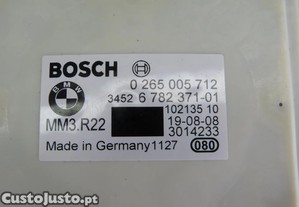 BOSCH
BMW
0 265 005 712
3452 6 782 371-01
102135 10
MM3.R22
19-08-08
3014233
Made in Germany1127
080
CustoJusto.pt